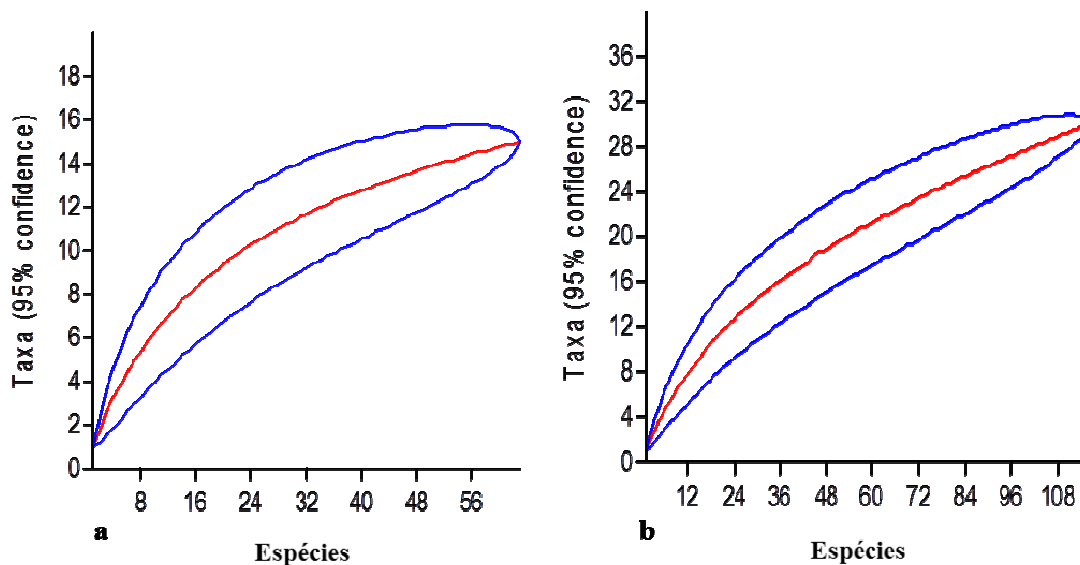 Taxa (95% confidence)
18
16
14
12
10
8
6
4
2
0
8 16 24 32 40 48 56
a
Espécies
Taxa (95% confidence)
36
32
28
24
20
16
12
8
4
0
12 24 36 48 60 72 84 96 108
b
Espécies